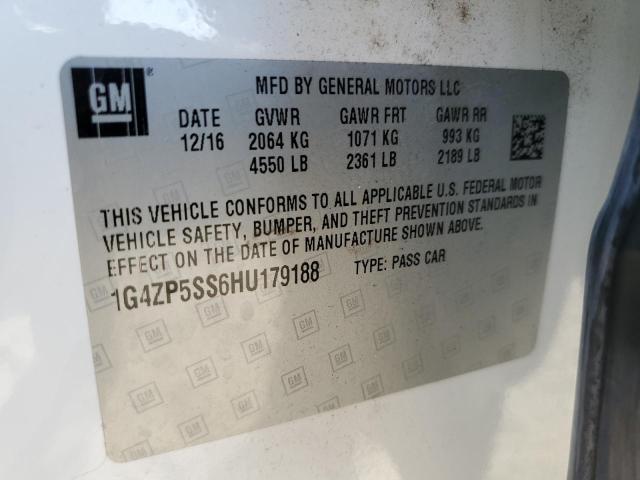 GM
MFD BY GENERAL MOTORS LLC
DATE GVWR GAWR FRT GAWR RR
12/16 2064 KG 1071 KG 993 KG
4550 LB 2361 LB 2189 LB
THIS VEHICLE CONFORMS TO ALL APPLICABLE U.S. FEDERAL MOTOR
VEHICLE SAFETY, BUMPER, AND THEFT PREVENTION STANDARDS IN
EFFECT ON THE DATE OF MANUFACTURE SHOWN ABOVE.
1G4ZP5SS6HU179188 TYPE: PASS CAR